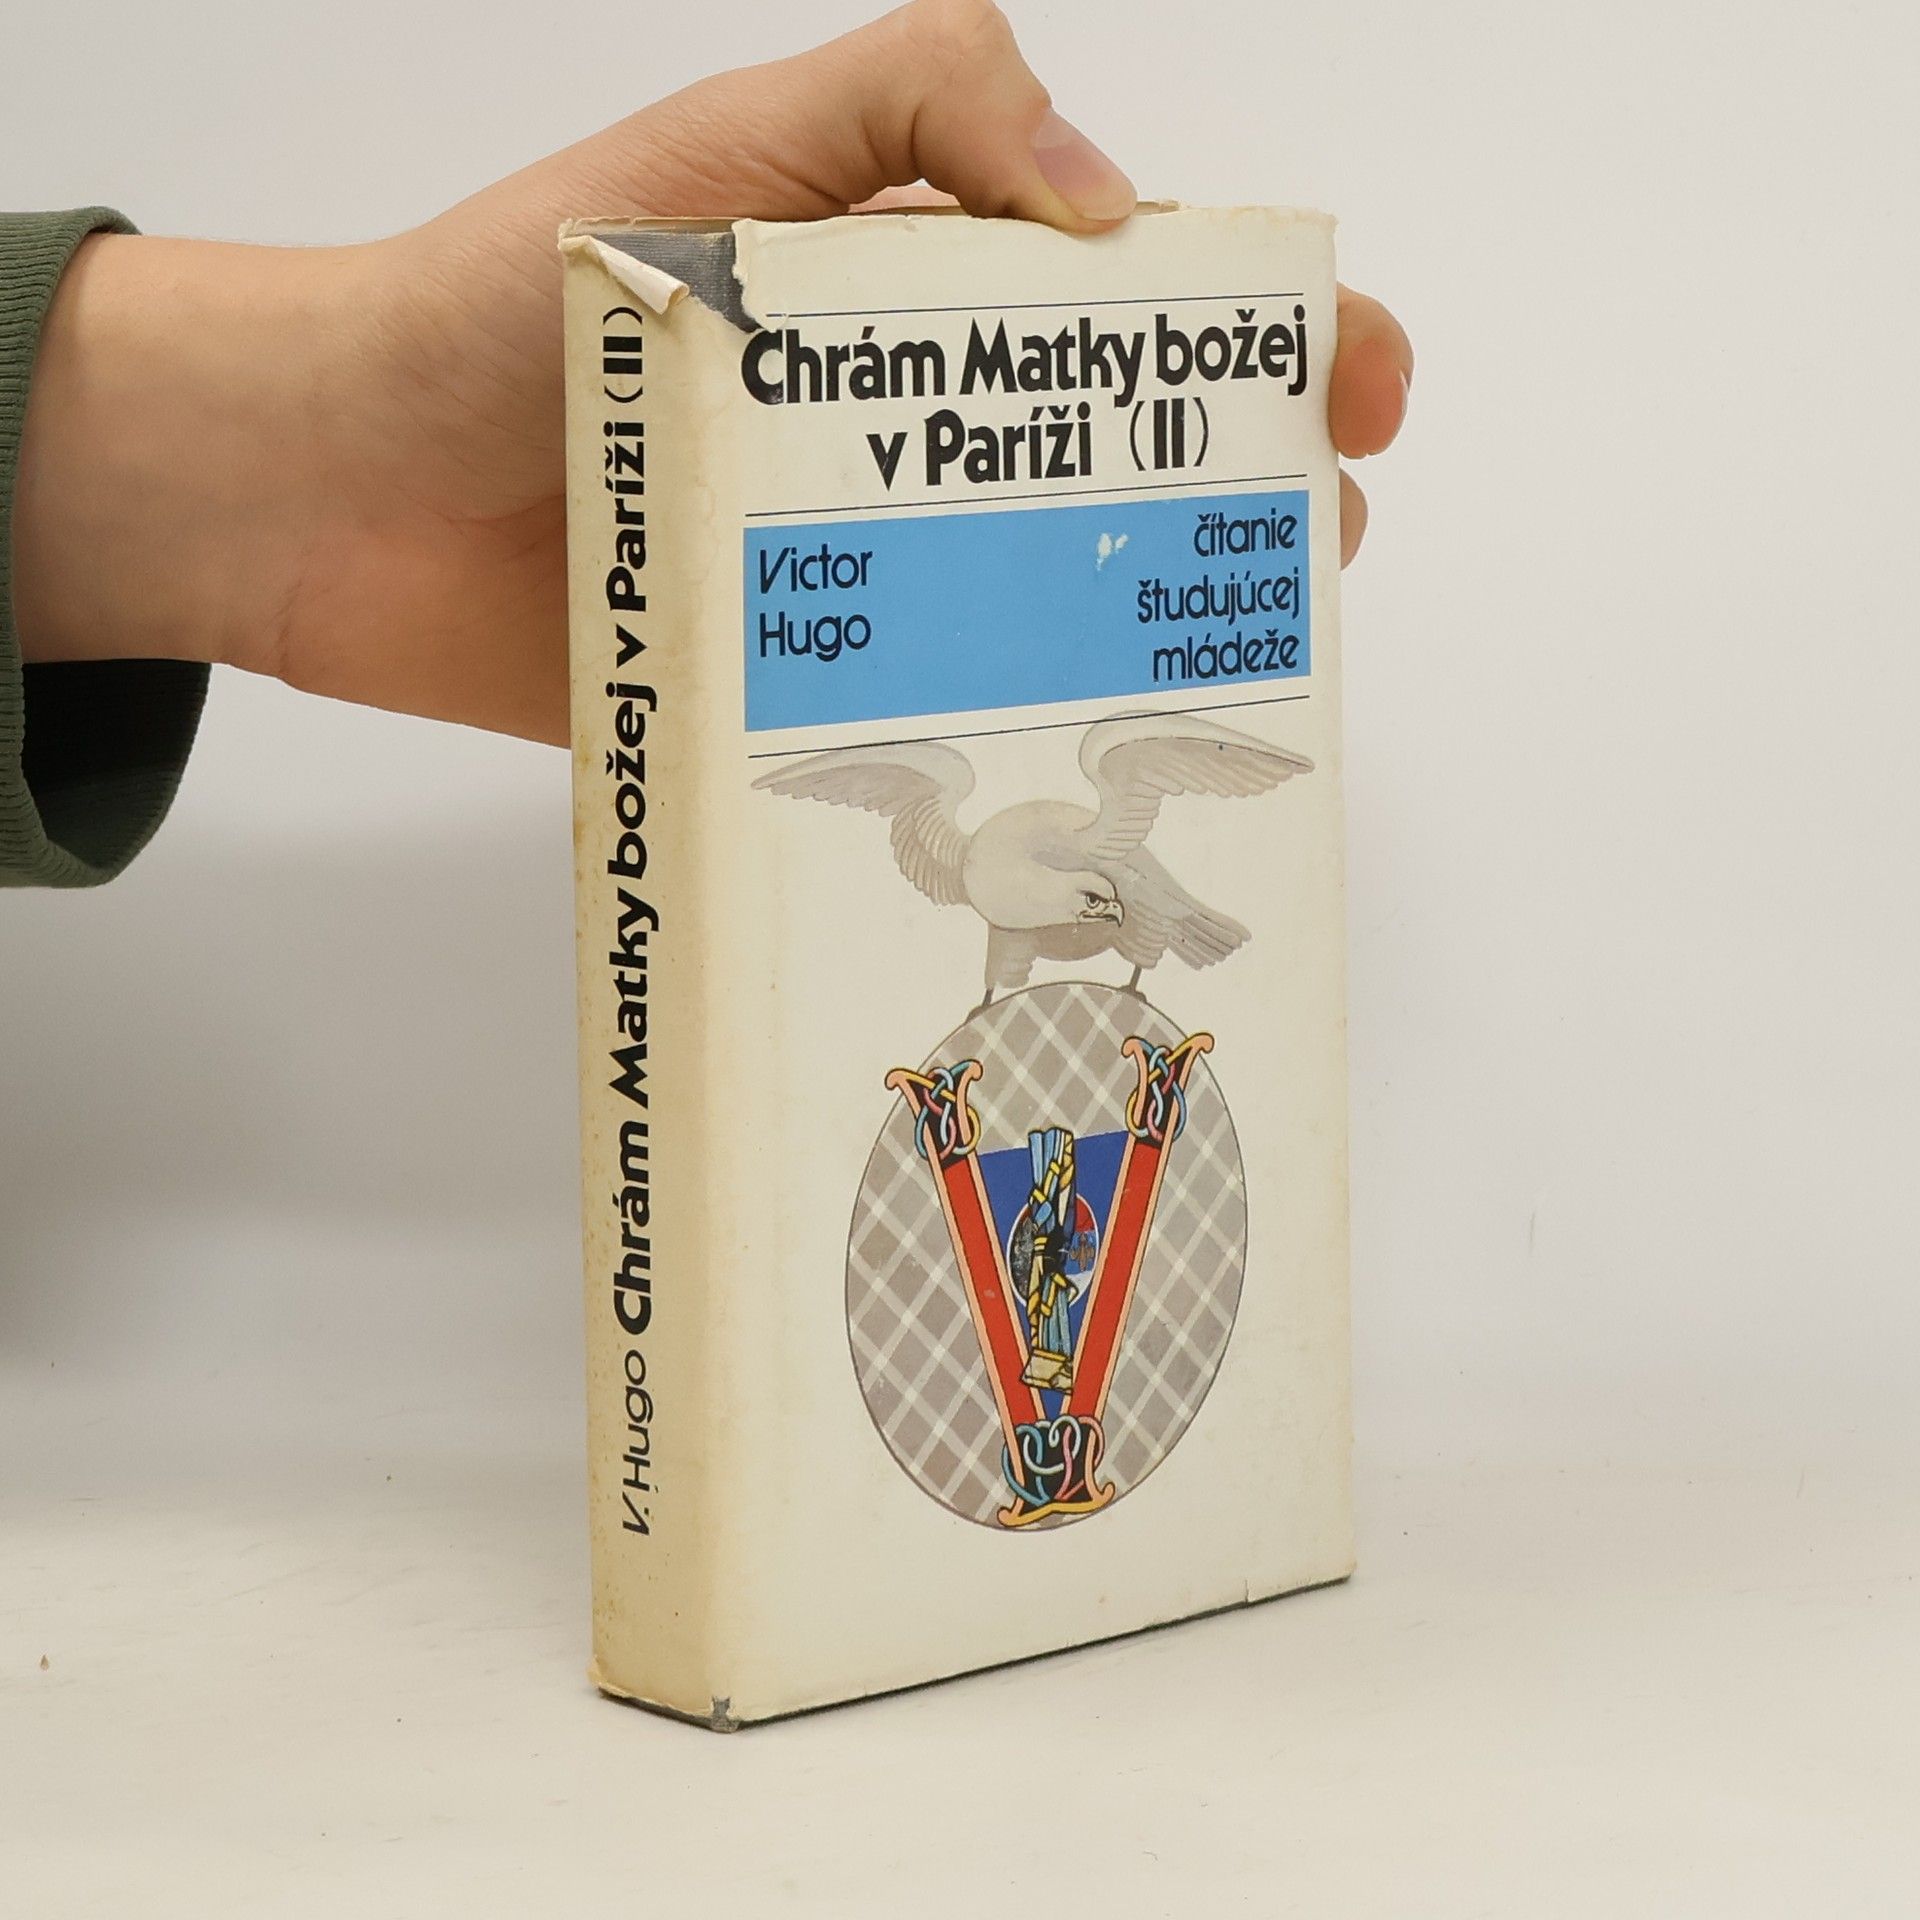 V. Hugo Chrám Matky božej v Paríži (II)
Chrám Matky božej
v Paríži (II)
Victor
Hugo
čítanie
študujúcej
mládeže